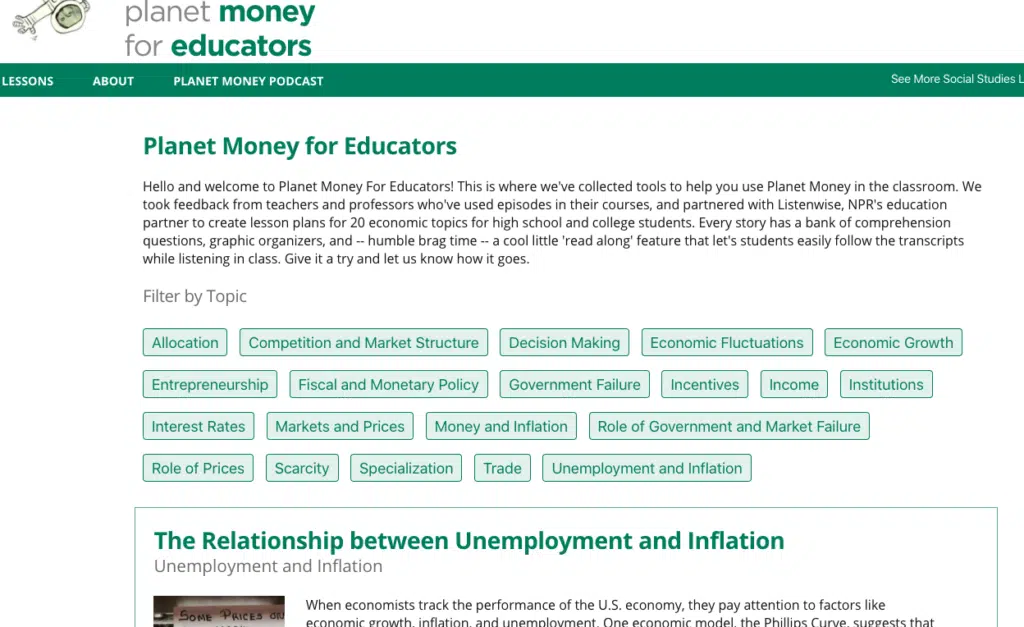 planet money
for educators
LESSONS ABOUT PLANET MONEY PODCAST See More Social Studies L
Planet Money for Educators
Hello and welcome to Planet Money For Educators! This is where we've collected tools to help you use Planet Money in the classroom. We
took feedback from teachers and professors who've used episodes in their courses, and partnered with Listenwise, NPR's education
partner to create lesson plans for 20 economic topics for high school and college students. Every story has a bank of comprehension
questions, graphic organizers, and -- humble brag time -- a cool little 'read along' feature that let's students easily follow the transcripts
while listening in class. Give it a try and let us know how it goes.
Filter by Topic
Allocation Competition and Market Structure Decision Making Economic Fluctuations Economic Growth
Entrepreneurship Fiscal and Monetary Policy Government Failure Incentives Income Institutions
Interest Rates Markets and Prices Money and Inflation Role of Government and Market Failure
Role of Prices Scarcity Specialization Trade Unemployment and Inflation
The Relationship between Unemployment and Inflation
Unemployment and Inflation
SOME PRICES
When economists track the performance of the U.S. economy, they pay attention to factors like
economic growth, inflation, and unemployment. One economic model, the Phillips Curve, suggests that